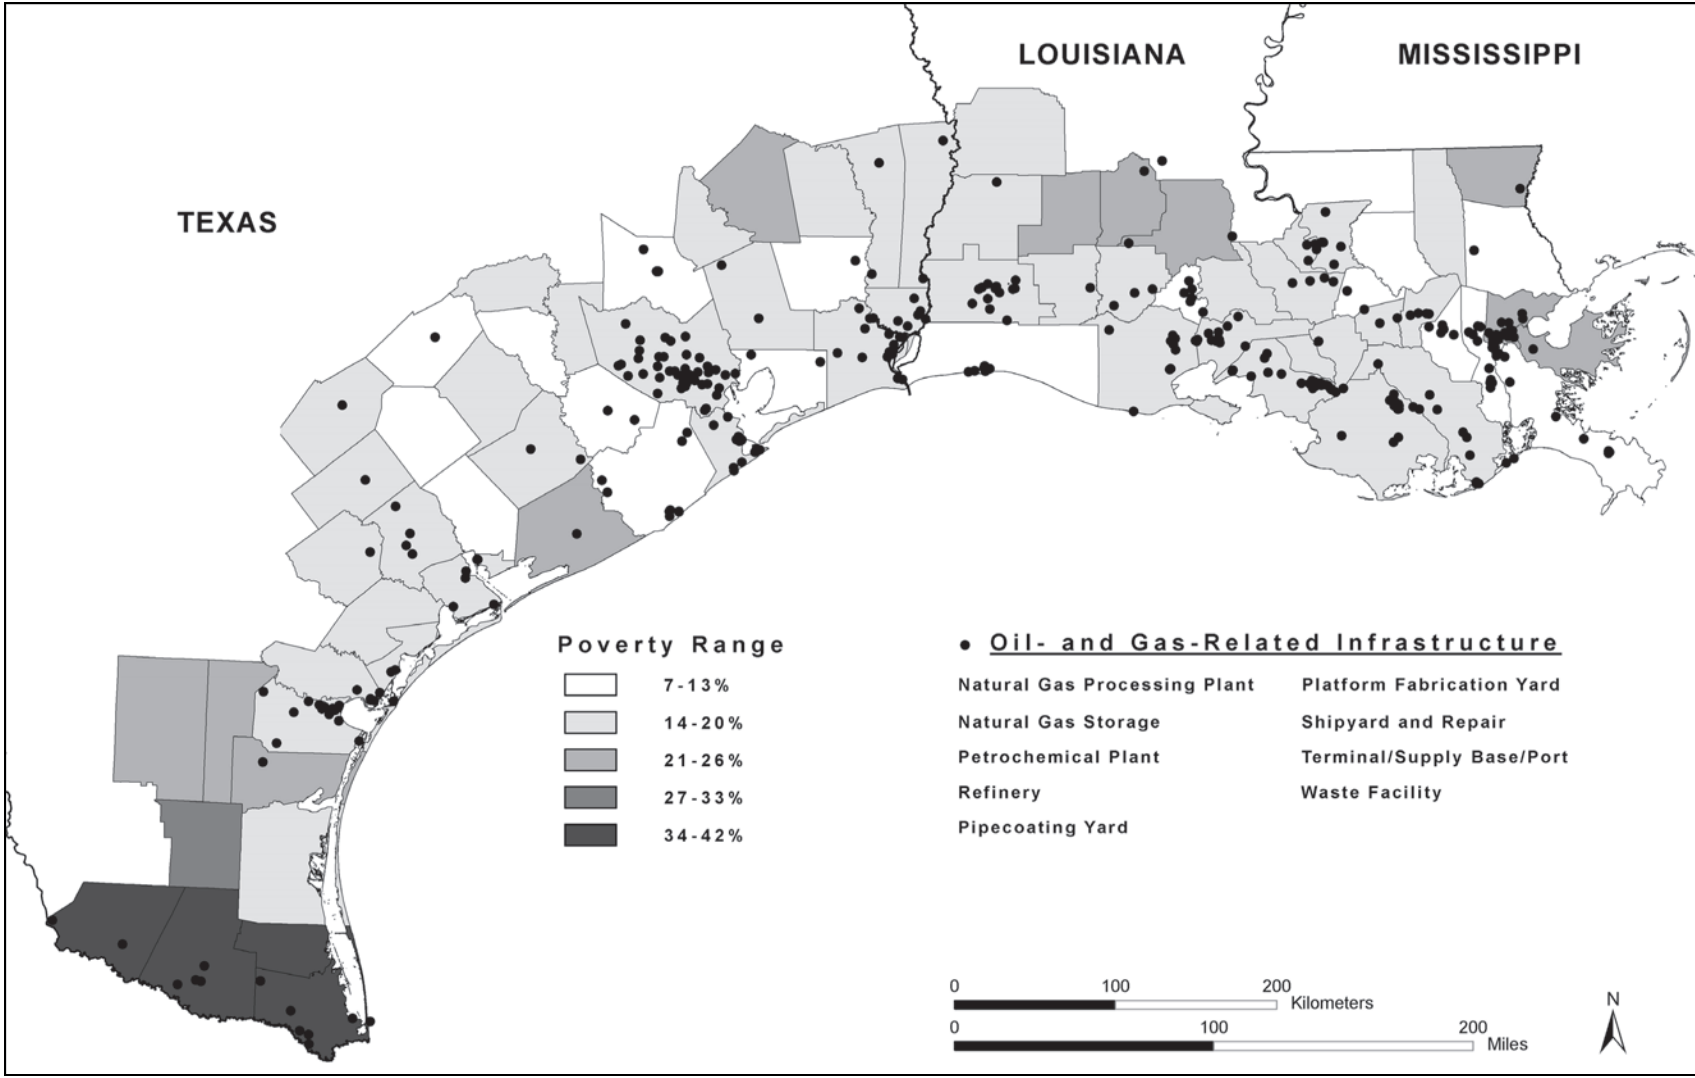 LOUISIANA
MISSISSIPPI
TEXAS
Poverty Range
7-13%
14-20%
21-26%
27-33%
34-42%
Oil- and Gas-Related Infrastructure
Natural Gas Processing Plant
Natural Gas Storage
Petrochemical Plant
Refinery
Pipecoating Yard
Platform Fabrication Yard
Shipyard and Repair
Terminal/Supply Base/Port
Waste Facility
0 100 200
Kilometers
0 100 200
Miles
N